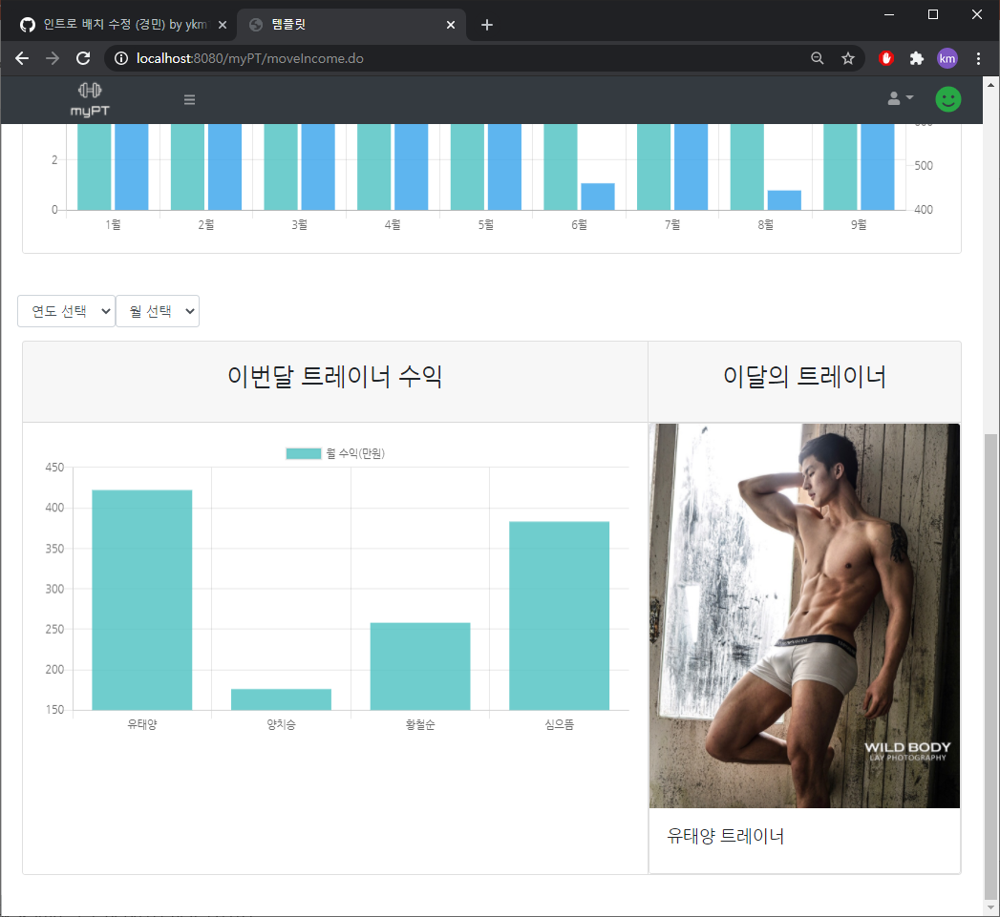 인트로 배치 수정 (경민) by ykm
템플릿
localhost:8080/myPT/moveIncome.do
km
myPT
2
500
0
400
1월 2월 3월 4월 5월 6월 7월 8월 9월
연도 선택 월 선택
이번달 트레이너 수익
이달의 트레이너
월 수익(만원)
450
400
350
300
250
200
150
유태양 양치승 황철순 심으뜸
WILD BODY
LAY PHOTOGRAPHY
유태양 트레이너